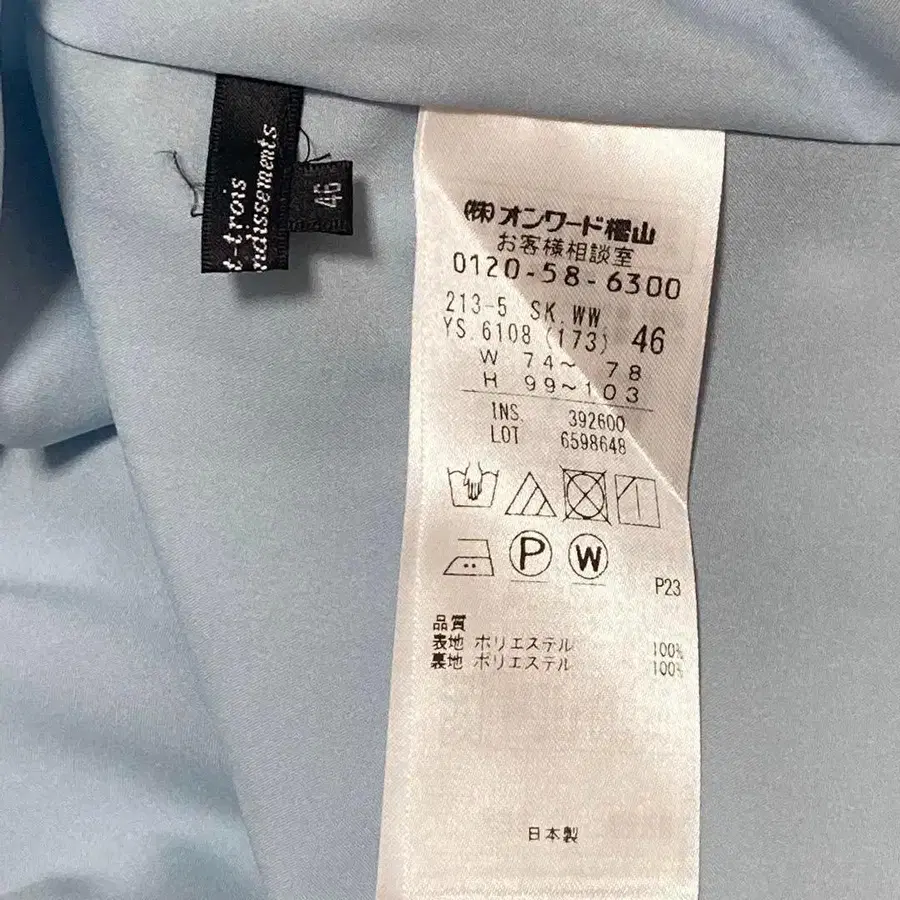 t-trois
ndissements
46
(株)オンワード樫山
お客様相談室
0120-58-6300
213-5 SK.WW.
YS.6108 (173) 46
W 74~ 78
H 99~103
INS. 392600
LOT 6598648
P
W
P23
品質
表地 ポリエステル 100%
裏地 ポリエステル 100%
日本製